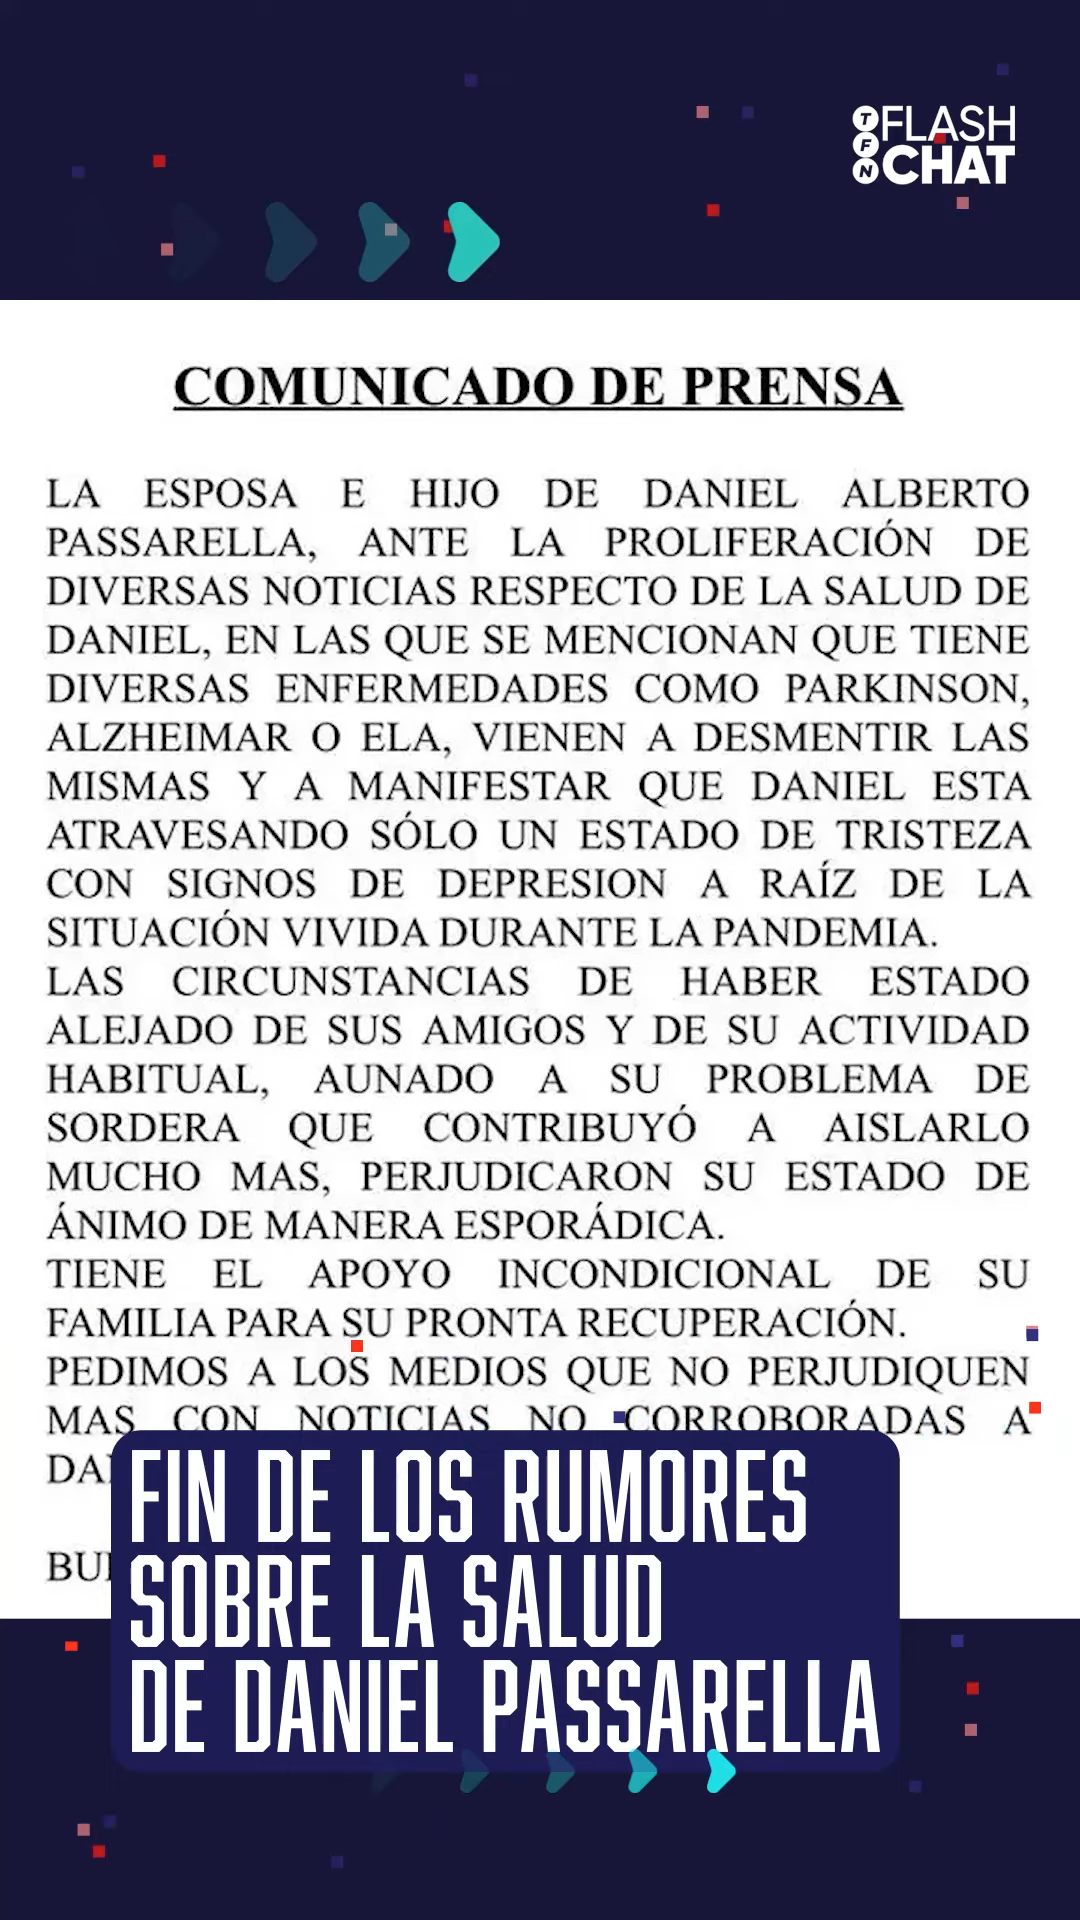 TFN FLASH
CHAT
COMUNICADO DE PRENSA
LA ESPOSA E HIJO DE DANIEL ALBERTO
PASSARELLA, ANTE LA PROLIFERACIÓN DE
DIVERSAS NOTICIAS RESPECTO DE LA SALUD DE
DANIEL, EN LAS QUE SE MENCIONAN QUE TIENE
DIVERSAS ENFERMEDADES COMO PARKINSON,
ALZHEIMAR O ELA, VIENEN A DESMENTIR LAS
MISMAS Y A MANIFESTAR QUE DANIEL ESTA
ATRAVESANDO SÓLO UN ESTADO DE TRISTEZA
CON SIGNOS DE DEPRESION A RAÍZ DE LA
SITUACIÓN VIVIDA DURANTE LA PANDEMIA.
LAS CIRCUNSTANCIAS DE HABER ESTADO
ALEJADO DE SUS AMIGOS Y DE SU ACTIVIDAD
HABITUAL, AUNADO A SU PROBLEMA DE
SORDERA QUE CONTRIBUYÓ A AISLARLO
MUCHO MAS, PERJUDICARON SU ESTADO DE
ÁNIMO DE MANERA ESPORÁDICA.
TIENE EL APOYO INCONDICIONAL DE SU
FAMILIA PARA SU PRONTA RECUPERACIÓN.
PEDIMOS A LOS MEDIOS QUE NO PERJUDIQUEN
MAS CON NOTICIAS NO CORROBORADAS A
FIN DE LOS RUMORES
SOBRE LA SALUD
DE DANIEL PASSARELLA